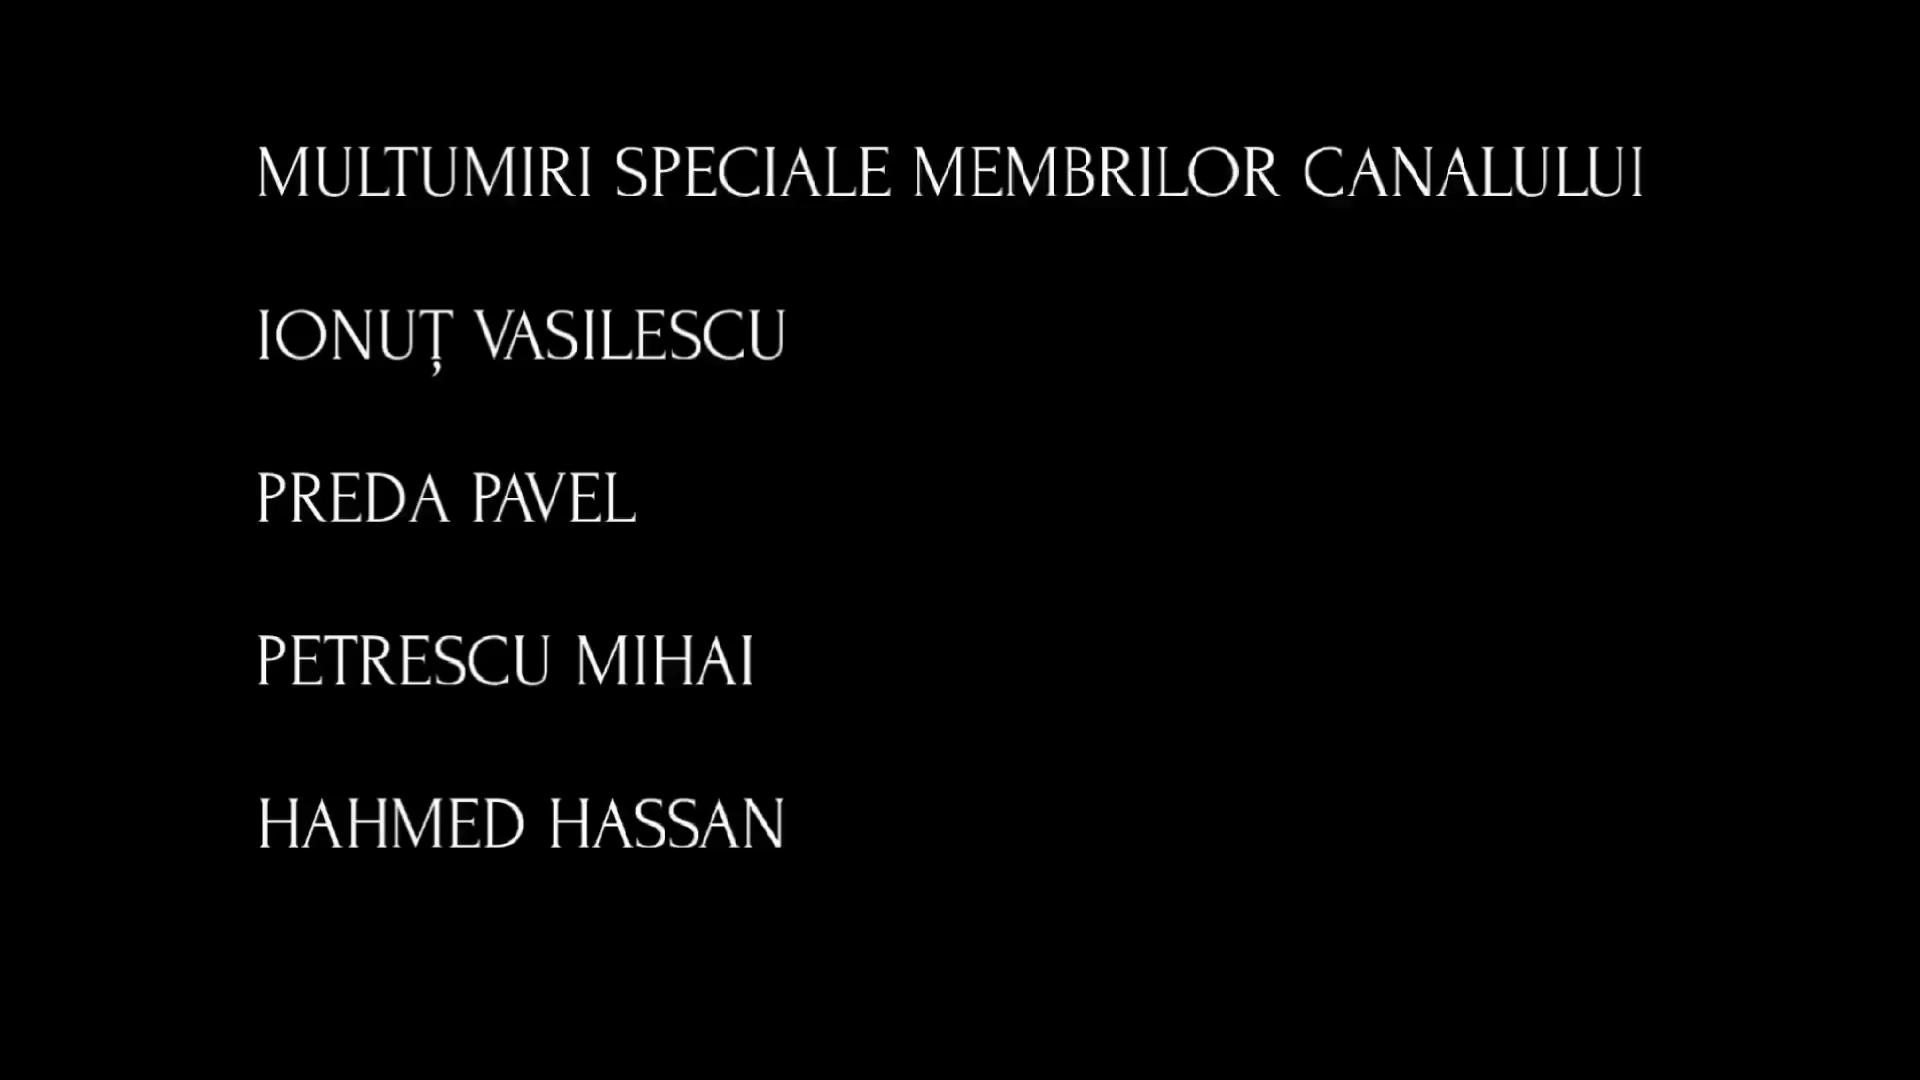 MULTUMIRI SPECIALE MEMBRILOR CANALULUI
IONUȚ VASILESCU
PREDA PAVEL
PETRESCU MIHAI
HAHMED HASSAN